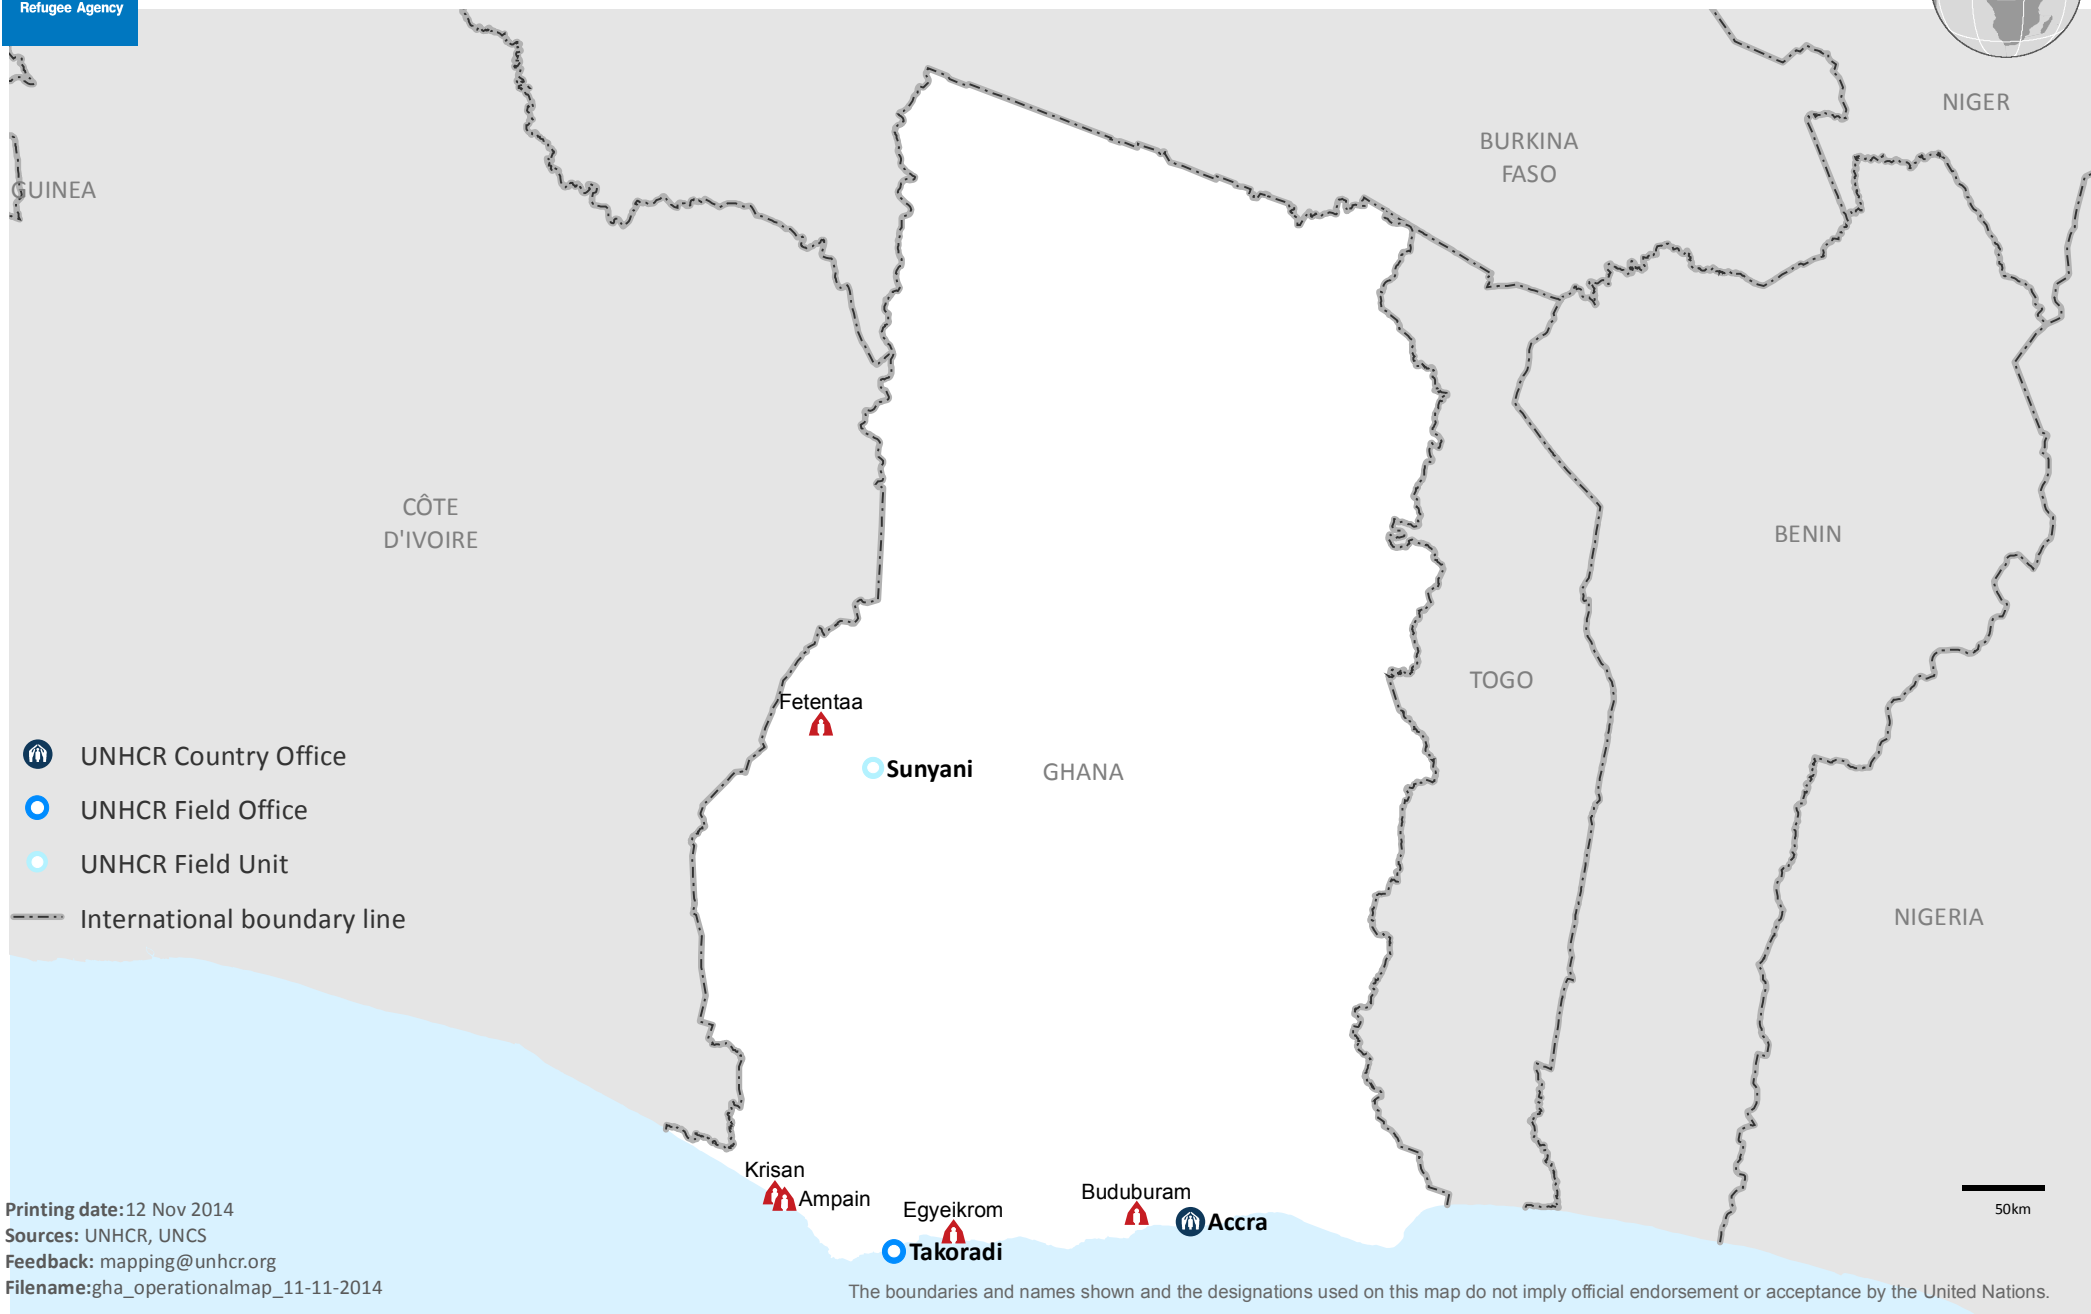 Refugee Agency
NIGER
BURKINA
FASO
GUINEA
CÔTE
D'IVOIRE
BENIN
TOGO
Fetentaa
Sunyani
GHANA
UNHCR Country Office
UNHCR Field Office
UNHCR Field Unit
International boundary line
NIGERIA
Krisan
Ampain
Egyeikrom
Buduburam
Accra
Takoradi
50km
Printing date:12 Nov 2014
Sources: UNHCR, UNCS
Feedback: mapping@unhcr.org
Filename:gha_operationalmap_11-11-2014
The boundaries and names shown and the designations used on this map do not imply official endorsement or acceptance by the United Nations.